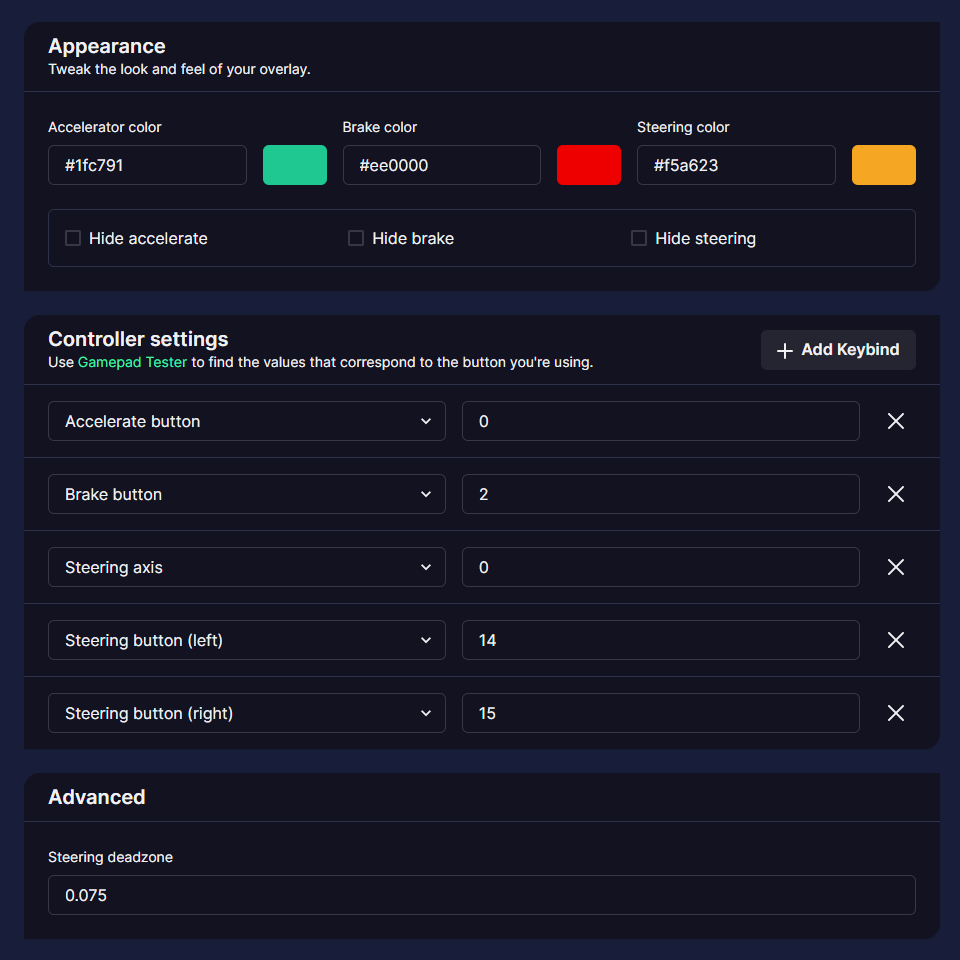 Appearance
Tweak the look and feel of your overlay.
Accelerator color
Brake color
Steering color
#1fc791
#ee0000
#f5a623
Hide accelerate
Hide brake
Hide steering
Controller settings
Use Gamepad Tester to find the values that correspond to the button you're using.
Add Keybind
Accelerate button
0
Brake button
2
Steering axis
0
Steering button (left)
14
Steering button (right)
15
Advanced
Steering deadzone
0.075